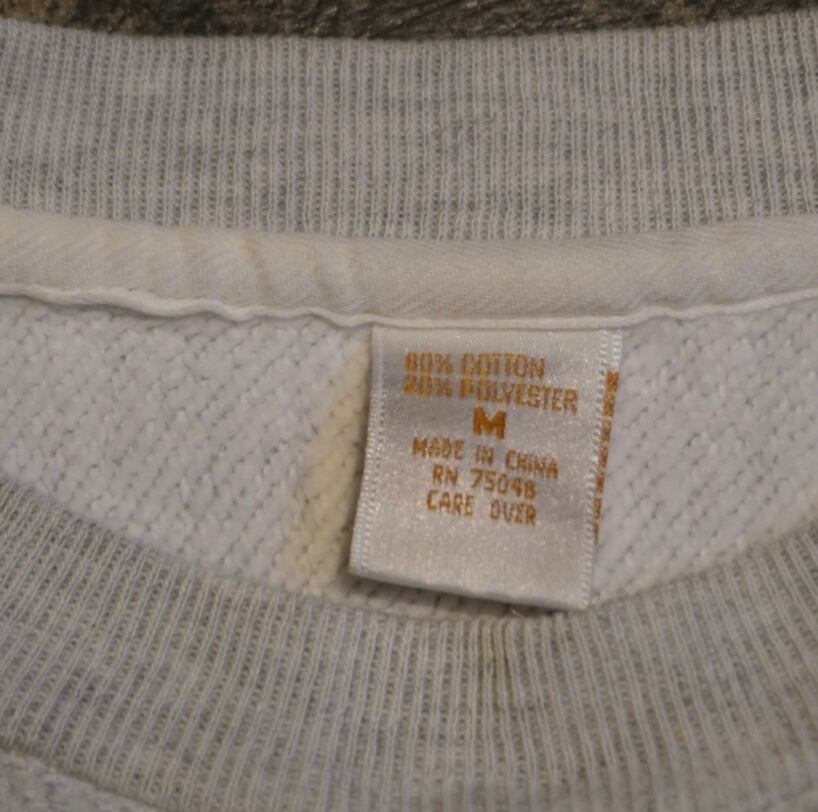 80% COTTON
20% POLYESTER
M
MADE IN CHINA
RN 75048
CARE OVER